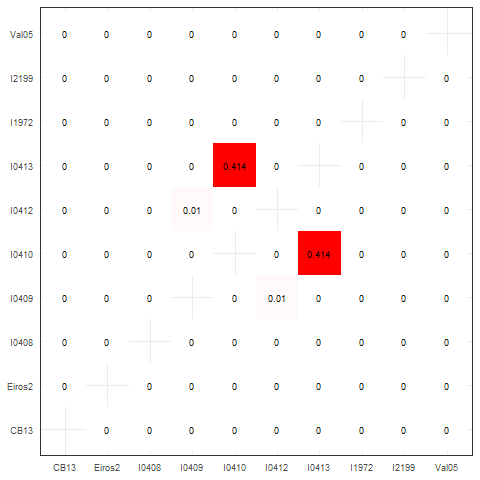 Val05 0 0 0 0 0 0 0 0 0
I2199 0 0 0 0 0 0 0 0 0
I1972 0 0 0 0 0 0 0 0 0
I0413 0 0 0 0 0.414 0 0 0 0
I0412 0 0 0 0.01 0 0 0 0 0
I0410 0 0 0 0 0 0.414 0 0 0
I0409 0 0 0 0 0.01 0 0 0 0
I0408 0 0 0 0 0 0 0 0 0
Eiros2 0 0 0 0 0 0 0 0 0
CB13 0 0 0 0 0 0 0 0 0
CB13 Eiros2 I0408 I0409 I0410 I0412 I0413 I1972 I2199 Val05